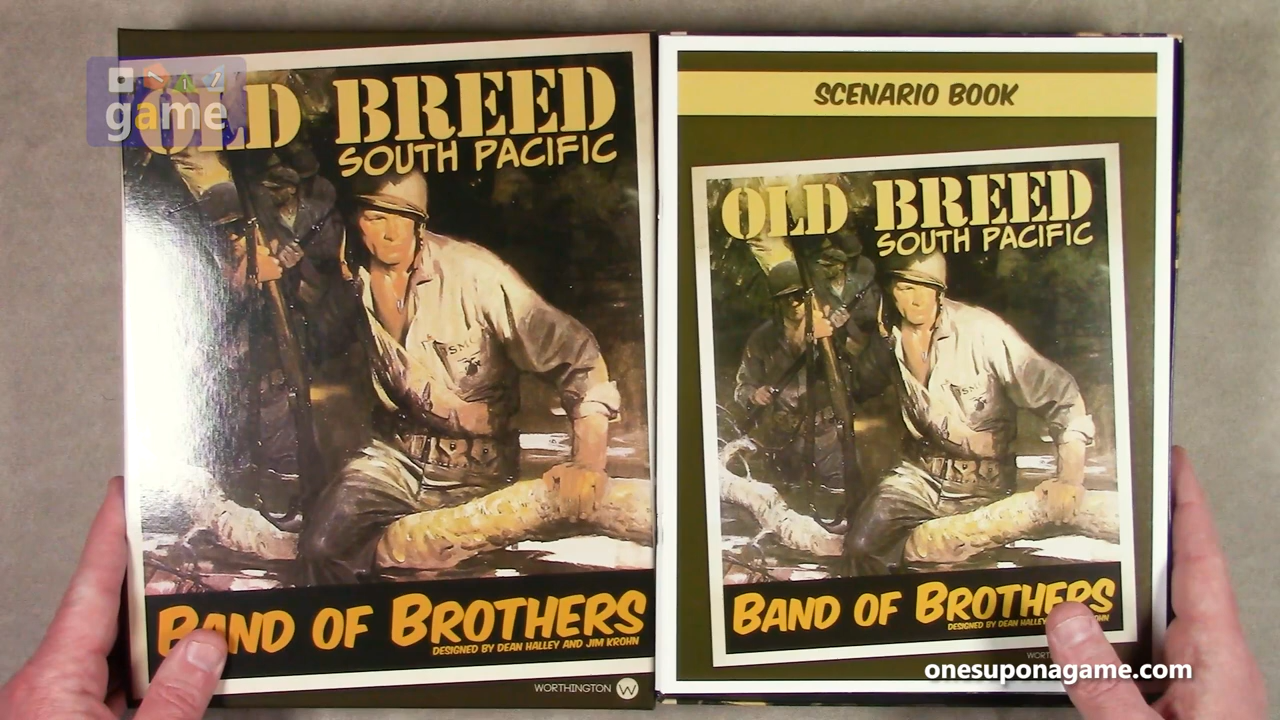 game
OLD BREED
SOUTH PACIFIC
USMC
BAND OF BROTHERS
DESIGNED BY DEAN HALLEY AND JIM KROHN
WORTHINGTON W
SCENARIO BOOK
OLD BREED
SOUTH PACIFIC
BAND OF BROTHERS
DESIGNED BY DEAN HALLEY
onesuponagame.com